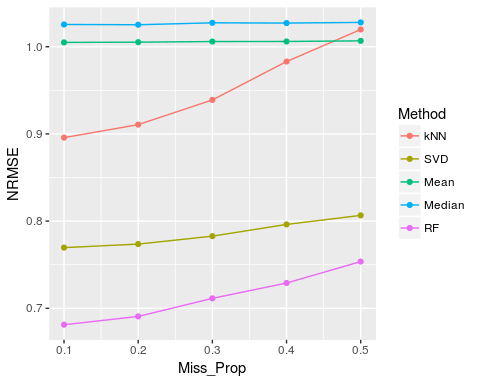 NRMSE
1.0
0.9
0.8
0.7
0.1 0.2 0.3 0.4 0.5
Miss_Prop
Method
kNN
SVD
Mean
Median
RF